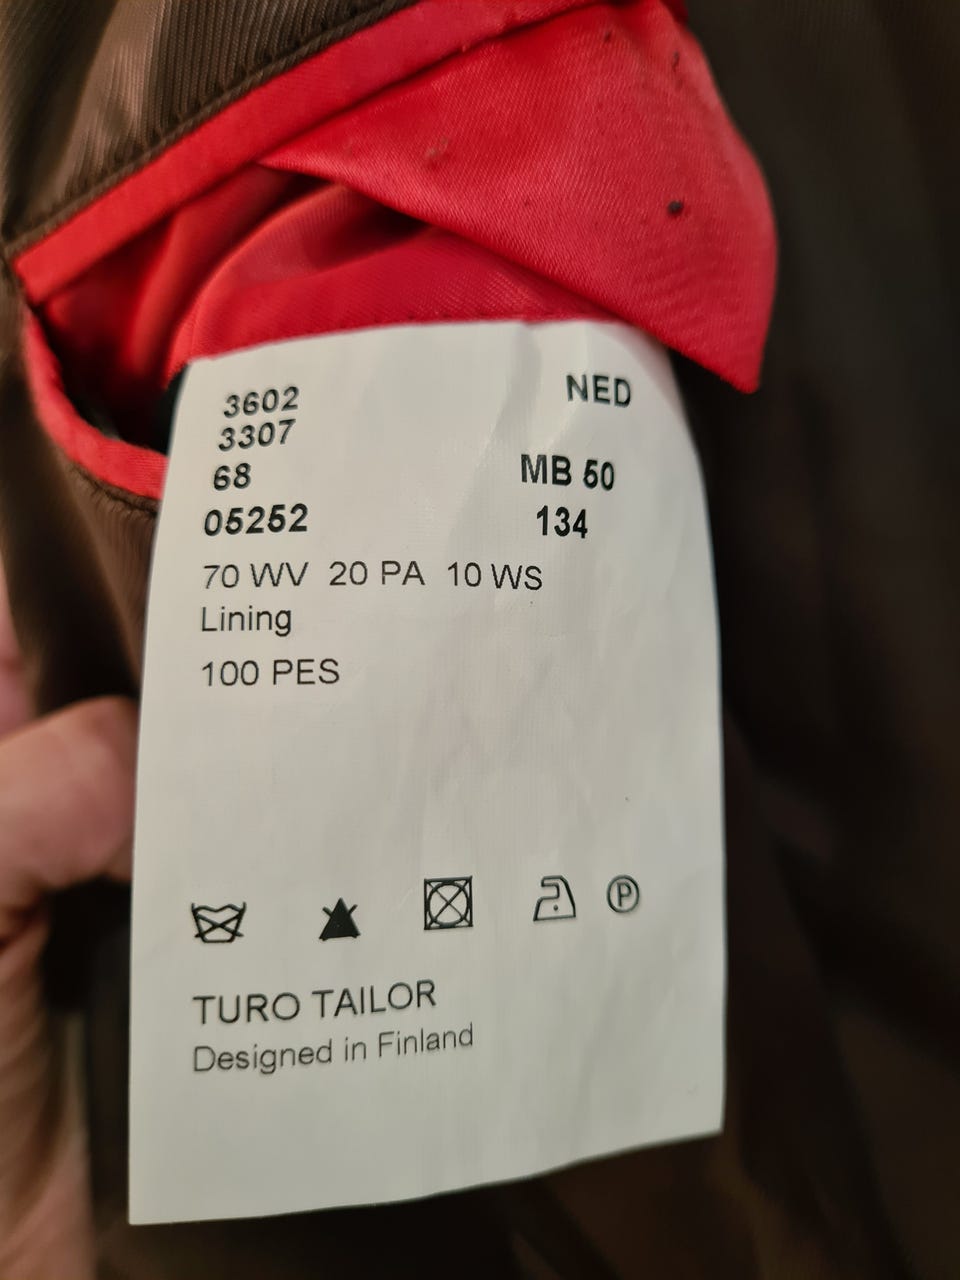 3602 NED
3307
68 MB 50
05252 134
70 WV 20 PA 10 WS
Lining
100 PES
P
TURO TAILOR
Designed in Finland